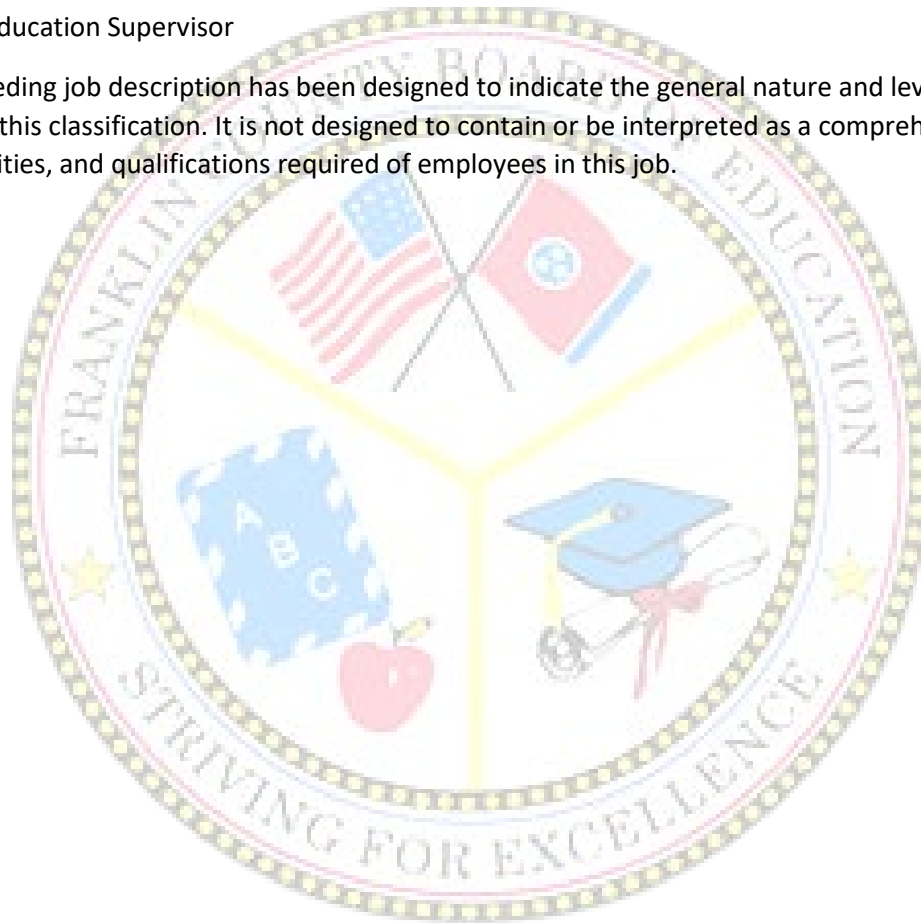 ducation Supervisor
eding job description has been designed to indicate the general nature and lev
this classification. It is not designed to contain or be interpreted as a compreh
ities, and qualifications required of employees in this job.
FRANKLIN COUNTY BOARD OF EDUCATION
A
B
C
STRIVING FOR EXCELLENCE